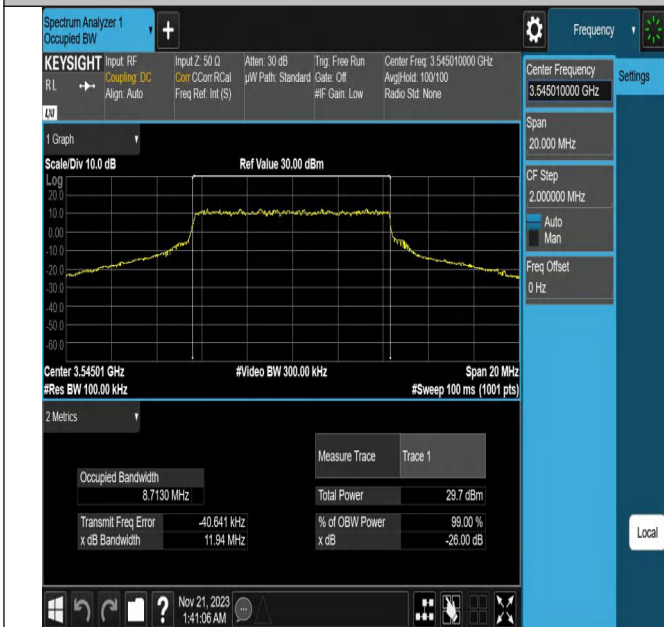 Spectrum Analyzer 1
Occupied BW
+
Frequency
KEYSIGHT
RL
LXI
Input: RF
Coupling: DC
Align: Auto
Input Z: 50 Ω
Corr CCorr RCal
Freq Ref: Int (S)
Atten: 30 dB
µW Path: Standard
Trig: Free Run
Gate: Off
#IF Gain: Low
Center Freq: 3.545010000 GHz
Avg|Hold: 100/100
Radio Std: None
Center Frequency
3.545010000 GHz
Settings
Span
20.000 MHz
CF Step
2.000000 MHz
Auto
Man
Freq Offset
0 Hz
Local
1 Graph
Scale/Div 10.0 dB
Ref Value 30.00 dBm
Log
20.0
10.0
0.00
-10.0
-20.0
-30.0
-40.0
-50.0
-60.0
Center 3.54501 GHz
#Video BW 300.00 kHz
Span 20 MHz
#Res BW 100.00 kHz
#Sweep 100 ms (1001 pts)
2 Metrics
Measure Trace
Trace 1
Occupied Bandwidth
8.7130 MHz
Total Power
29.7 dBm
Transmit Freq Error
-40.641 kHz
% of OBW Power
99.00 %
x dB Bandwidth
11.94 MHz
x dB
-26.00 dB
?
Nov 21, 2023
1:41:06 AM